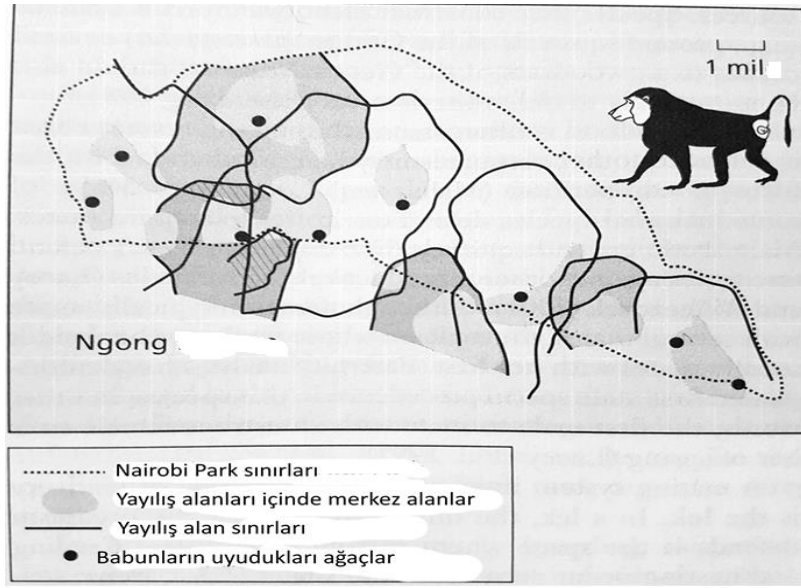 1 mil
Ngong
Nairobi Park sınırları
Yayılış alanları içinde merkez alanlar
Yayılış alan sınırları
Babunların uyudukları ağaçlar